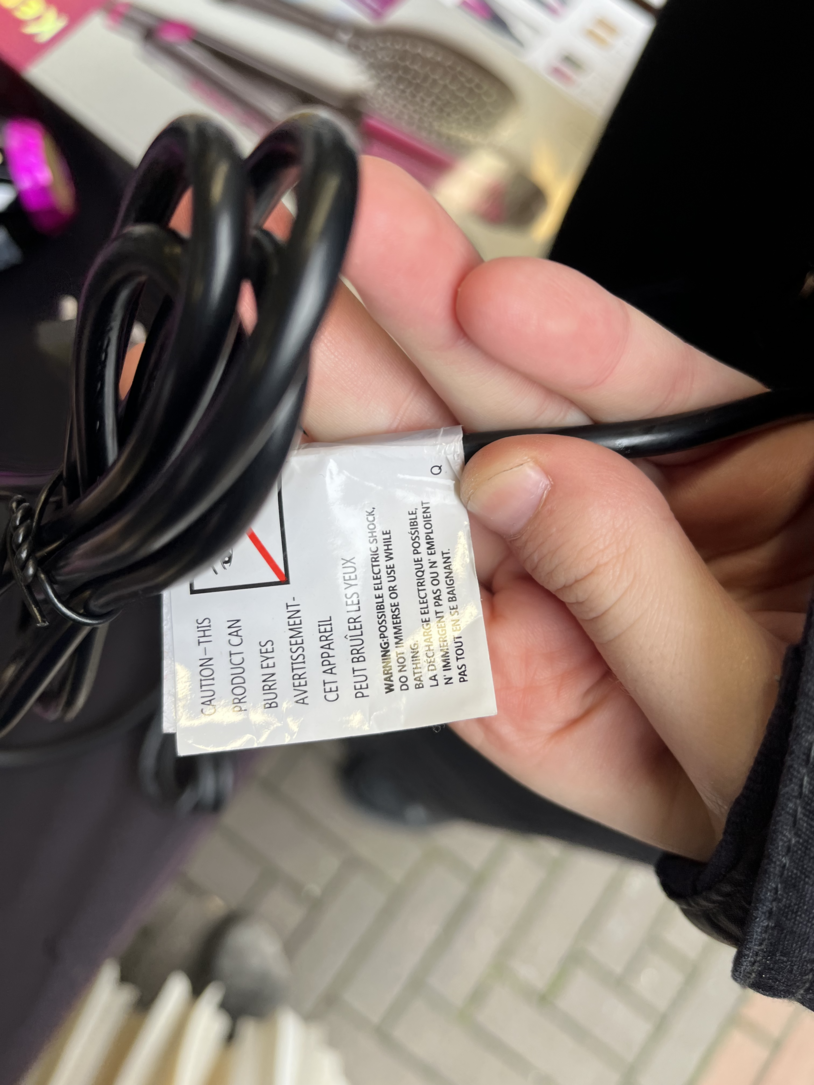 Q
CAUTION–THIS
PRODUCT CAN
BURN EYES
AVERTISSEMENT-
CET APPAREIL
PEUT BRÛLER LES YEUX
WARNING:POSSIBLE ELECTRIC SHOCK,
DO NOT IMMERSE OR USE WHILE
BATHING.
LA DÉCHARGE ELECTRIQUE POSSIBLE,
N' IMMERGENT PAS OU N' EMPLOIENT
PAS TOUT EN SE BAIGNANT.